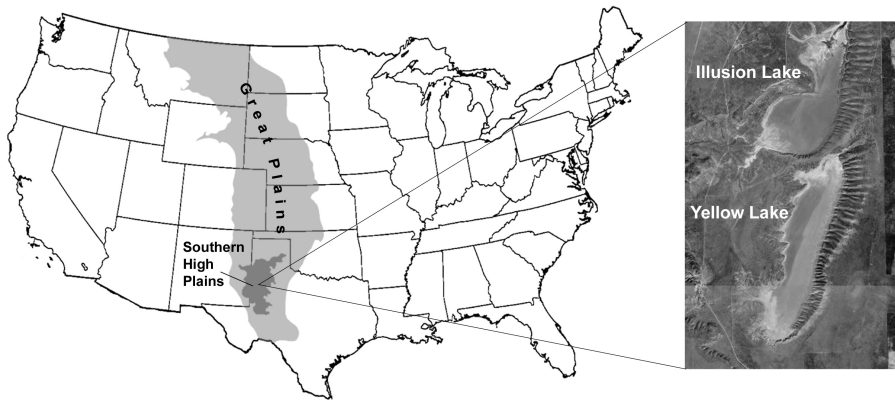 Great Plains
Southern
High
Plains
Illusion Lake
Yellow Lake